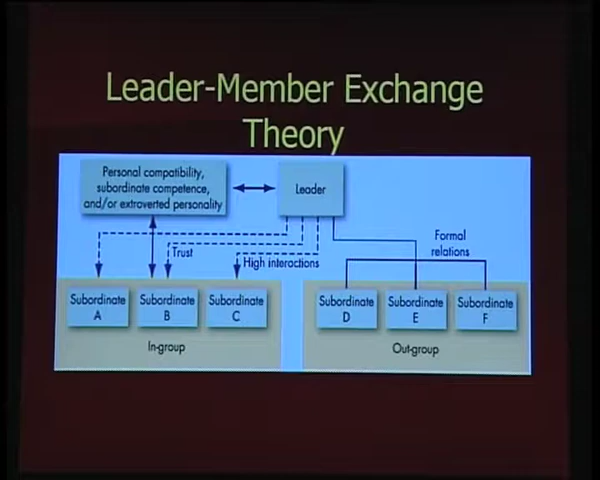 Leader-Member Exchange
Theory
Personal compatibility,
subordinate competence,
and/or extroverted personality
Leader
Formal
relations
Trust
High interactions
Subordinate
A
Subordinate
B
Subordinate
C
Subordinate
D
Subordinate
E
Subordinate
F
In-group
Out-group